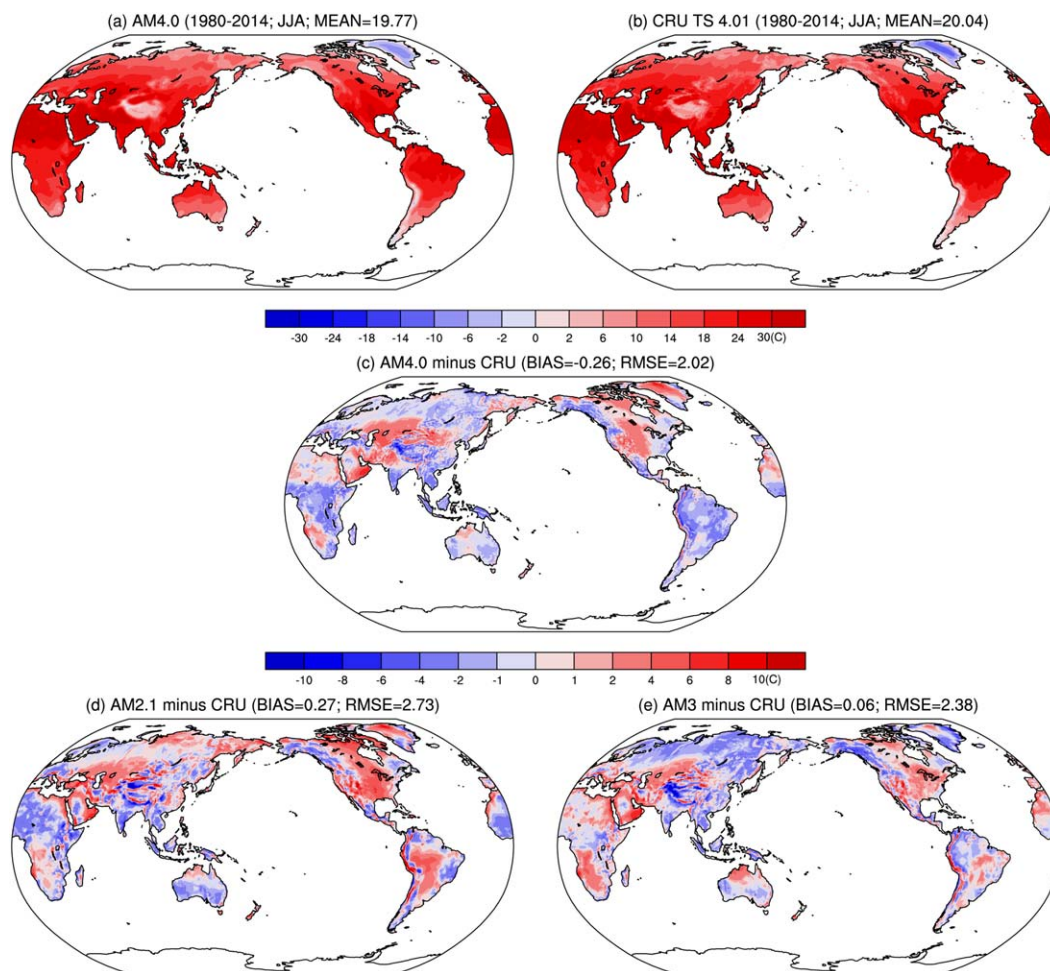 (a) AM4.0 (1980-2014; JJA; MEAN=19.77)
(b) CRU TS 4.01 (1980-2014; JJA; MEAN=20.04)
-30 -24 -18 -14 -10 -6 -2 0 2 6 10 14 18 24 30(C)
(c) AM4.0 minus CRU (BIAS=-0.26; RMSE=2.02)
-10 -8 -6 -4 -2 -1 0 1 2 4 6 8 10(C)
(d) AM2.1 minus CRU (BIAS=0.27; RMSE=2.73)
(e) AM3 minus CRU (BIAS=0.06; RMSE=2.38)